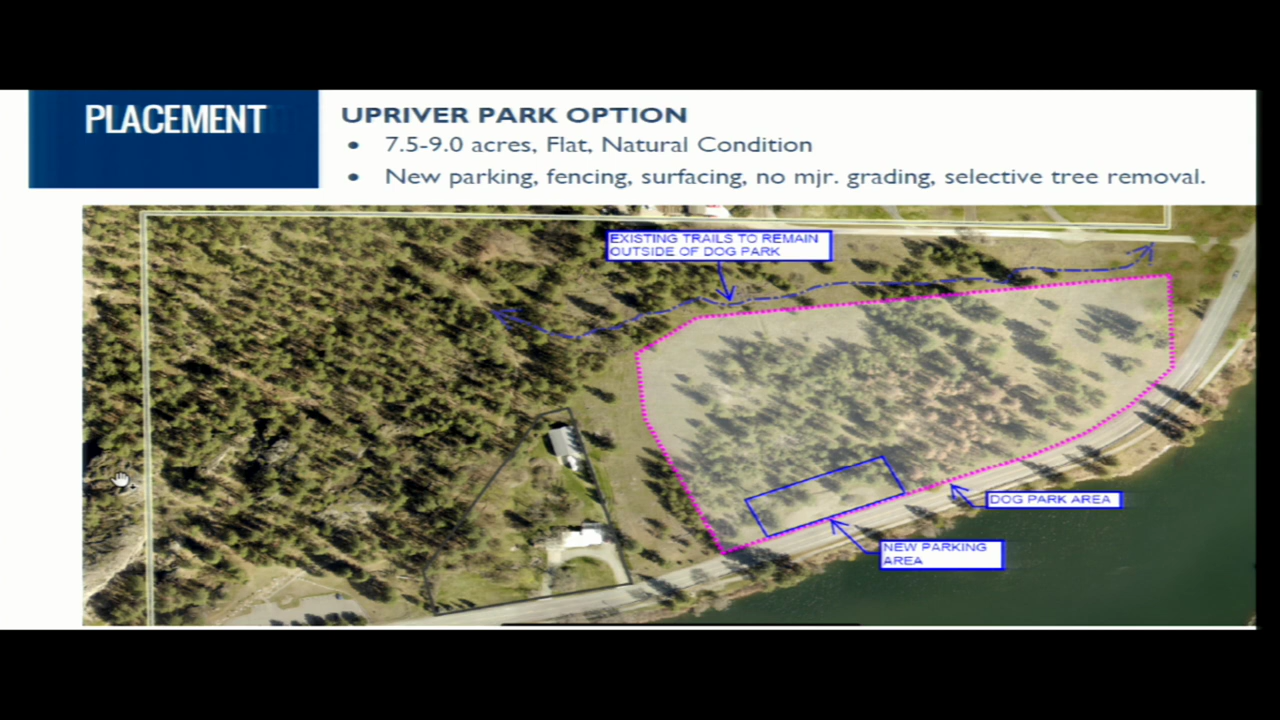 PLACEMENT
UPRIVER PARK OPTION
• 7.5-9.0 acres, Flat, Natural Condition
• New parking, fencing, surfacing, no mjr. grading, selective tree removal.
EXISTING TRAILS TO REMAIN
OUTSIDE OF DOG PARK
DOG PARK AREA
NEW PARKING
AREA